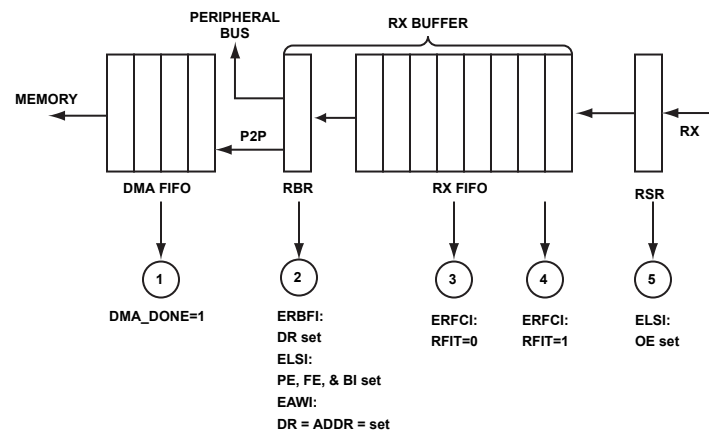 PERIPHERAL
BUS
RX BUFFER
MEMORY
P2P
RX
DMA FIFO
RBR
RX FIFO
RSR
1
2
3
4
5
DMA_DONE=1
ERBFI:
DR set
ELSI:
PE, FE, & BI set
EAWI:
DR = ADDR = set
ERFCI:
RFIT=0
ERFCI:
RFIT=1
ELSI:
OE set